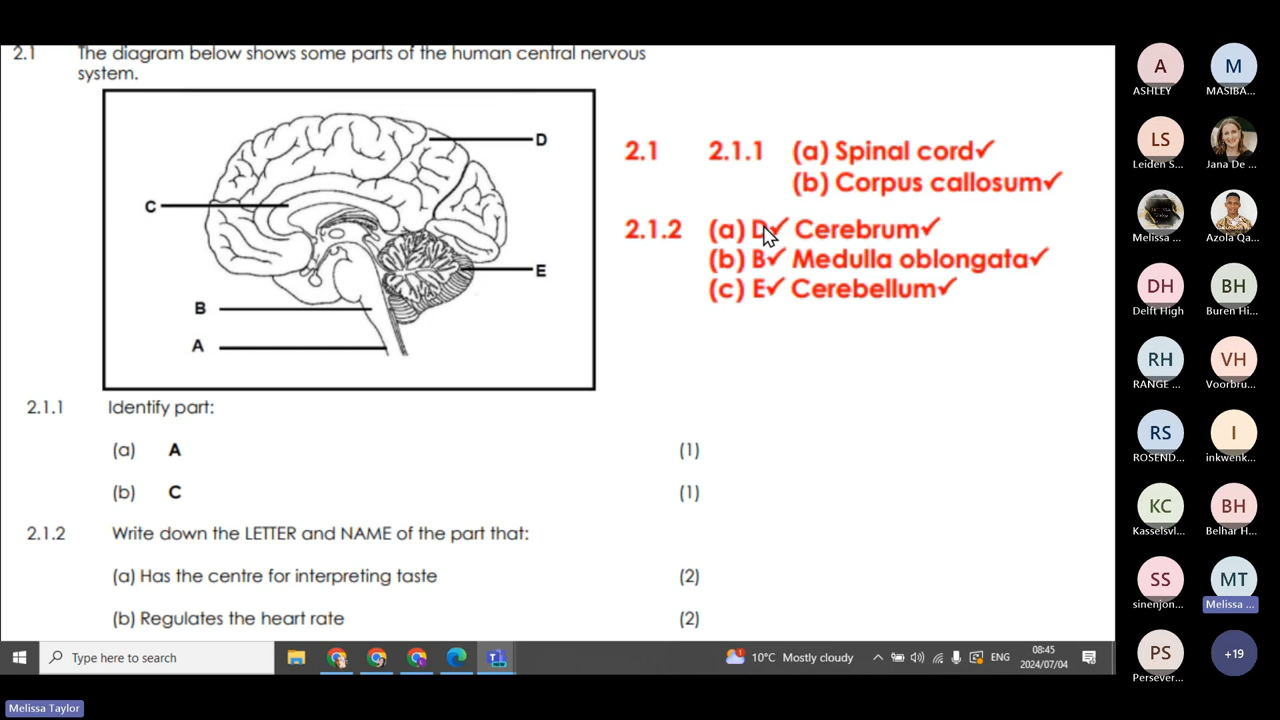 2.1 The diagram below shows some parts of the human central nervous
system.
D
C
E
B
A
2.1 2.1.1 (a) Spinal cord✓
(b) Corpus callosum✓
2.1.2 (a) D✓ Cerebrum✓
(b) B✓ Medulla oblongata✓
(c) E✓ Cerebellum✓
2.1.1 Identify part:
(a) A (1)
(b) C (1)
2.1.2 Write down the LETTER and NAME of the part that:
(a) Has the centre for interpreting taste (2)
(b) Regulates the heart rate (2)
A
ASHLEY
M
MASIBA...
LS
Leiden S...
Jana De ...
Melissa ...
Azola Qa...
DH
Delft High
BH
Buren Hi...
RH
RANGE ...
VH
Voorbru...
RS
ROSEND...
I
inkwenk...
KC
Kasselsvl...
BH
Belhar H...
SS
sinenjon...
MT
Melissa ...
PS
Persever...
+19
Type here to search
10°C Mostly cloudy
ENG
08:45
2024/07/04
Melissa Taylor